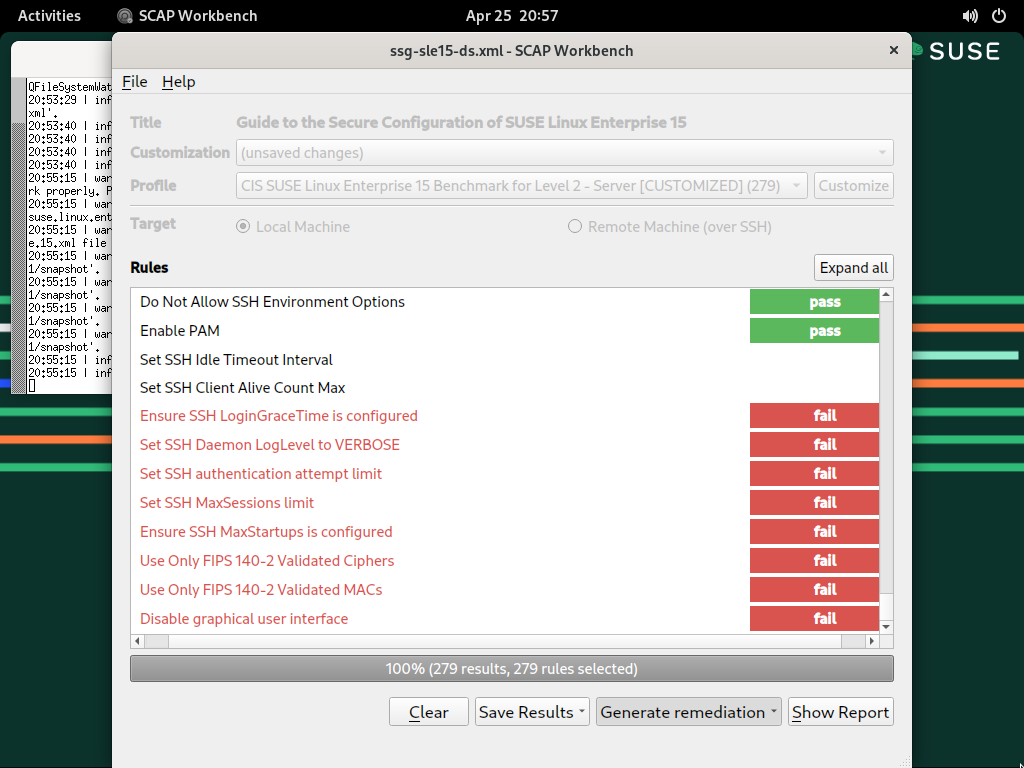 Activities SCAP Workbench Apr 25 20:57
ssg-sle15-ds.xml - SCAP Workbench
SUSE
File Help
QFileSystemWat
20:53:29 | inf
xml'.
20:53:40 | inf
20:53:40 | inf
20:53:40 | inf
20:53:40 | inf
20:55:15 | war
rk properly. P
20:55:15 | war
suse.linux.ent
20:55:15 | war
e.15.xml file
20:55:15 | war
1/snapshot'.
20:55:15 | war
1/snapshot'.
20:55:15 | war
1/snapshot'.
20:55:15 | war
1/snapshot'.
20:55:15 | inf
20:55:15 | inf
Title Guide to the Secure Configuration of SUSE Linux Enterprise 15
Customization (unsaved changes)
Profile CIS SUSE Linux Enterprise 15 Benchmark for Level 2 - Server [CUSTOMIZED] (279) Customize
Target Local Machine Remote Machine (over SSH)
Rules Expand all
Do Not Allow SSH Environment Options pass
Enable PAM pass
Set SSH Idle Timeout Interval
Set SSH Client Alive Count Max
Ensure SSH LoginGraceTime is configured fail
Set SSH Daemon LogLevel to VERBOSE fail
Set SSH authentication attempt limit fail
Set SSH MaxSessions limit fail
Ensure SSH MaxStartups is configured fail
Use Only FIPS 140-2 Validated Ciphers fail
Use Only FIPS 140-2 Validated MACs fail
Disable graphical user interface fail
100% (279 results, 279 rules selected)
Clear Save Results Generate remediation Show Report